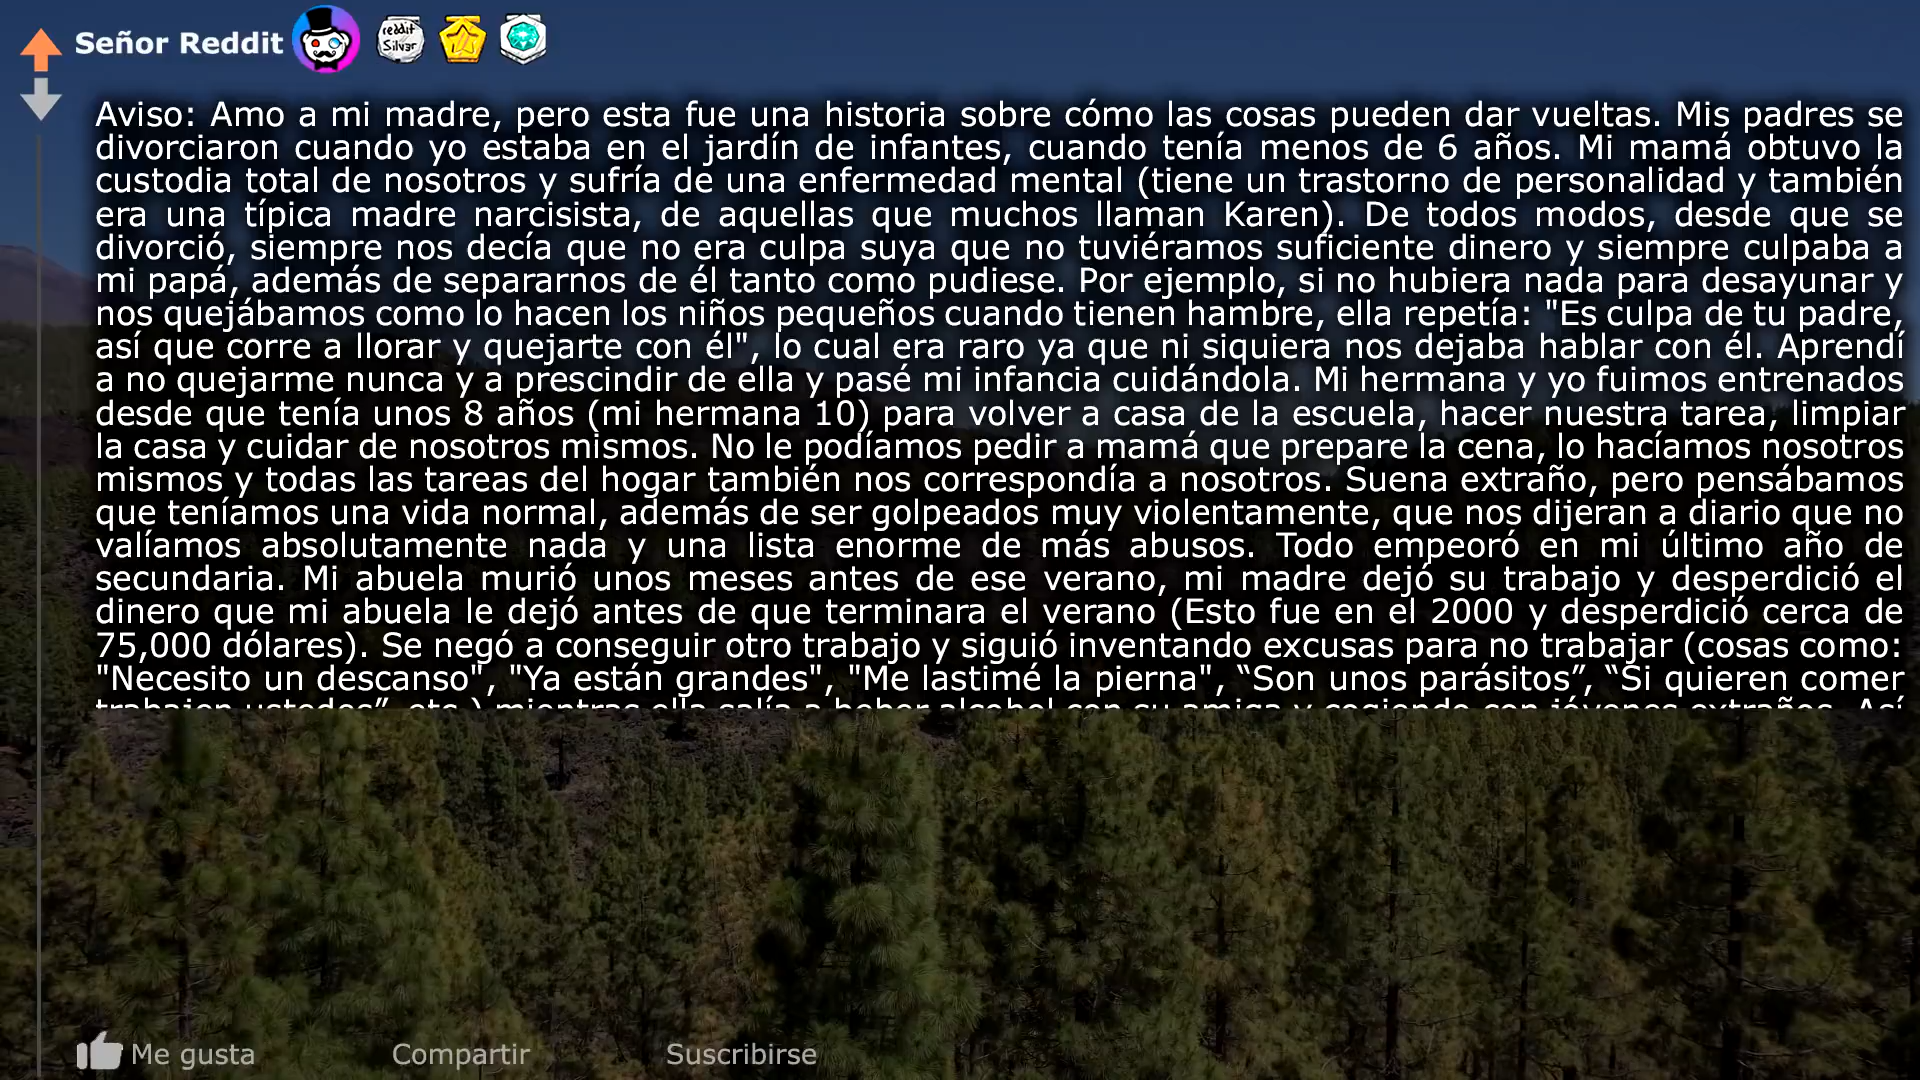 Señor Reddit
reddit
Silver
Aviso: Amo a mi madre, pero esta fue una historia sobre cómo las cosas pueden dar vueltas. Mis padres se
divorciaron cuando yo estaba en el jardín de infantes, cuando tenía menos de 6 años. Mi mamá obtuvo la
custodia total de nosotros y sufría de una enfermedad mental (tiene un trastorno de personalidad y también
era una típica madre narcisista, de aquellas que muchos llaman Karen). De todos modos, desde que se
divorció, siempre nos decía que no era culpa suya que no tuviéramos suficiente dinero y siempre culpaba a
mi papá, además de separarnos de él tanto como pudiese. Por ejemplo, si no hubiera nada para desayunar y
nos quejábamos como lo hacen los niños pequeños cuando tienen hambre, ella repetía: "Es culpa de tu padre,
así que corre a llorar y quejarte con él", lo cual era raro ya que ni siquiera nos dejaba hablar con él. Aprendí
a no quejarme nunca y a prescindir de ella y pasé mi infancia cuidándola. Mi hermana y yo fuimos entrenados
desde que tenía unos 8 años (mi hermana 10) para volver a casa de la escuela, hacer nuestra tarea, limpiar
la casa y cuidar de nosotros mismos. No le podíamos pedir a mamá que prepare la cena, lo hacíamos nosotros
mismos y todas las tareas del hogar también nos correspondía a nosotros. Suena extraño, pero pensábamos
que teníamos una vida normal, además de ser golpeados muy violentamente, que nos dijeran a diario que no
valíamos absolutamente nada y una lista enorme de más abusos. Todo empeoró en mi último año de
secundaria. Mi abuela murió unos meses antes de ese verano, mi madre dejó su trabajo y desperdició el
dinero que mi abuela le dejó antes de que terminara el verano (Esto fue en el 2000 y desperdició cerca de
75,000 dólares). Se negó a conseguir otro trabajo y siguió inventando excusas para no trabajar (cosas como:
"Necesito un descanso", "Ya están grandes", "Me lastimé la pierna", “Son unos parásitos”, “Si quieren comer
trabajen ustedes”, etc.) mientras ella salía a beber alcohol con su amiga y cogiendo con jóvenes extraños. Así
Me gusta
Compartir
Suscribirse